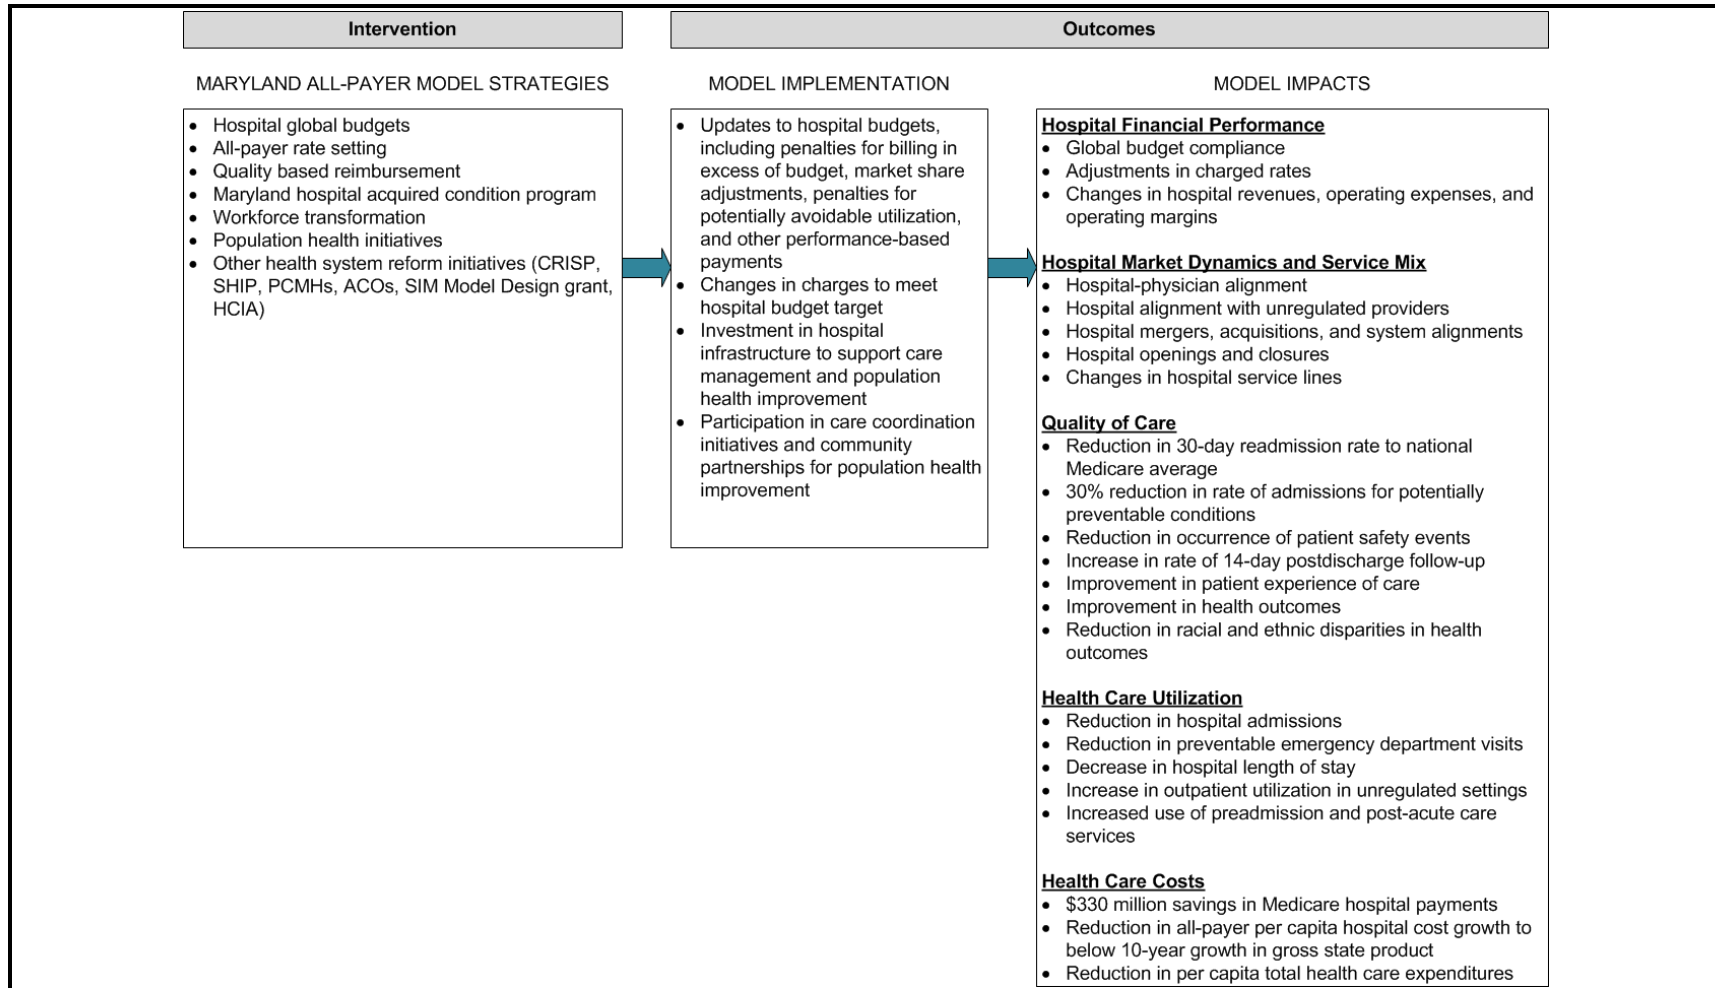 Intervention
Outcomes
MARYLAND ALL-PAYER MODEL STRATEGIES
MODEL IMPLEMENTATION
MODEL IMPACTS
• Hospital global budgets
• All-payer rate setting
• Quality based reimbursement
• Maryland hospital acquired condition program
• Workforce transformation
• Population health initiatives
• Other health system reform initiatives (CRISP,
SHIP, PCMHs, ACOs, SIM Model Design grant,
HCIA)
• Updates to hospital budgets,
including penalties for billing in
excess of budget, market share
adjustments, penalties for
potentially avoidable utilization,
and other performance-based
payments
• Changes in charges to meet
hospital budget target
• Investment in hospital
infrastructure to support care
management and population
health improvement
• Participation in care coordination
initiatives and community
partnerships for population health
improvement
Hospital Financial Performance
• Global budget compliance
• Adjustments in charged rates
• Changes in hospital revenues, operating expenses, and
operating margins
Hospital Market Dynamics and Service Mix
• Hospital-physician alignment
• Hospital alignment with unregulated providers
• Hospital mergers, acquisitions, and system alignments
• Hospital openings and closures
• Changes in hospital service lines
Quality of Care
• Reduction in 30-day readmission rate to national
Medicare average
• 30% reduction in rate of admissions for potentially
preventable conditions
• Reduction in occurrence of patient safety events
• Increase in rate of 14-day postdischarge follow-up
• Improvement in patient experience of care
• Improvement in health outcomes
• Reduction in racial and ethnic disparities in health
outcomes
Health Care Utilization
• Reduction in hospital admissions
• Reduction in preventable emergency department visits
• Decrease in hospital length of stay
• Increase in outpatient utilization in unregulated settings
• Increased use of preadmission and post-acute care
services
Health Care Costs
• $330 million savings in Medicare hospital payments
• Reduction in all-payer per capita hospital cost growth to
below 10-year growth in gross state product
• Reduction in per capita total health care expenditures